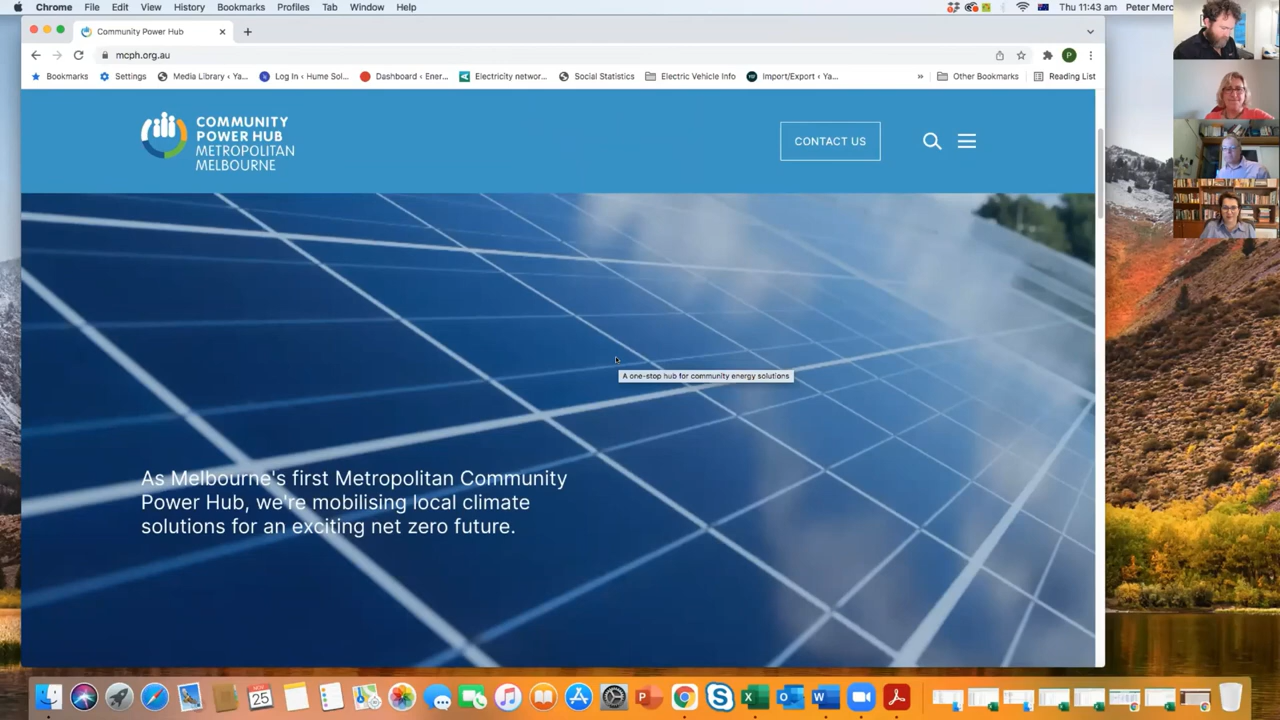 Chrome File Edit View History Bookmarks Profiles Tab Window Help
Thu 11:43 am Peter Merc
Community Power Hub
mcph.org.au
Bookmarks Settings Media Library ‹ Ya... Log In ‹ Hume Sol... Dashboard ‹ Ener... Electricity networ... Social Statistics Electric Vehicle Info Import/Export ‹ Ya... » Other Bookmarks Reading List
COMMUNITY
POWER HUB
METROPOLITAN
MELBOURNE
CONTACT US
A one-stop hub for community energy solutions
As Melbourne's first Metropolitan Community
Power Hub, we're mobilising local climate
solutions for an exciting net zero future.
NOV
25